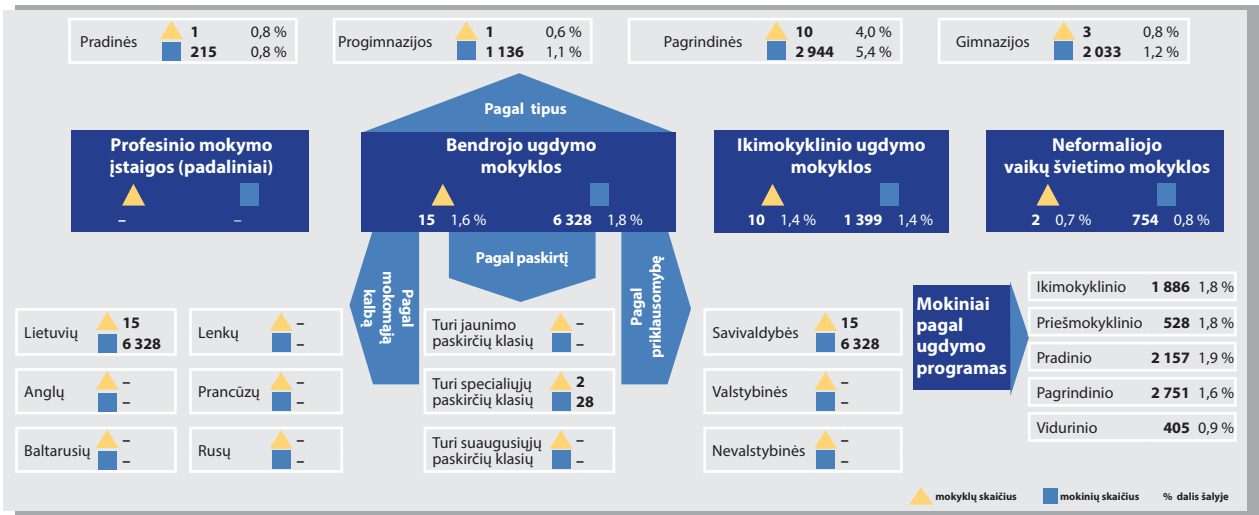 Pradinės
1 0,8 %
215 0,8 %
Progimnazijos
1 0,6 %
1 136 1,1 %
Pagrindinės
10 4,0 %
2 944 5,4 %
Gimnazijos
3 0,8 %
2 033 1,2 %
Pagal tipus
Profesinio mokymo
įstaigos (padaliniai)
– –
Bendrojo ugdymo
mokyklos
15 1,6 % 6 328 1,8 %
Ikimokyklinio ugdymo
mokyklos
10 1,4 % 1 399 1,4 %
Neformaliojo
vaikų švietimo mokyklos
2 0,7 % 754 0,8 %
Pagal
mokomąją
kalbą
Pagal paskirtį
Pagal
priklausomybę
Lietuvių
15
6 328
Lenkų
–
–
Anglų
–
–
Prancūzų
–
–
Baltarusių
–
–
Rusų
–
–
Turi jaunimo
paskirčių klasių
–
–
Turi specialiųjų
paskirčių klasių
2
28
Turi suaugusiųjų
paskirčių klasių
–
–
Savivaldybės
15
6 328
Valstybinės
–
–
Nevalstybinės
–
–
Mokiniai
pagal
ugdymo
programas
Ikimokyklinio 1 886 1,8 %
Priešmokyklinio 528 1,8 %
Pradinio 2 157 1,9 %
Pagrindinio 2 751 1,6 %
Vidurinio 405 0,9 %
mokyklų skaičius mokinių skaičius % dalis šalyje